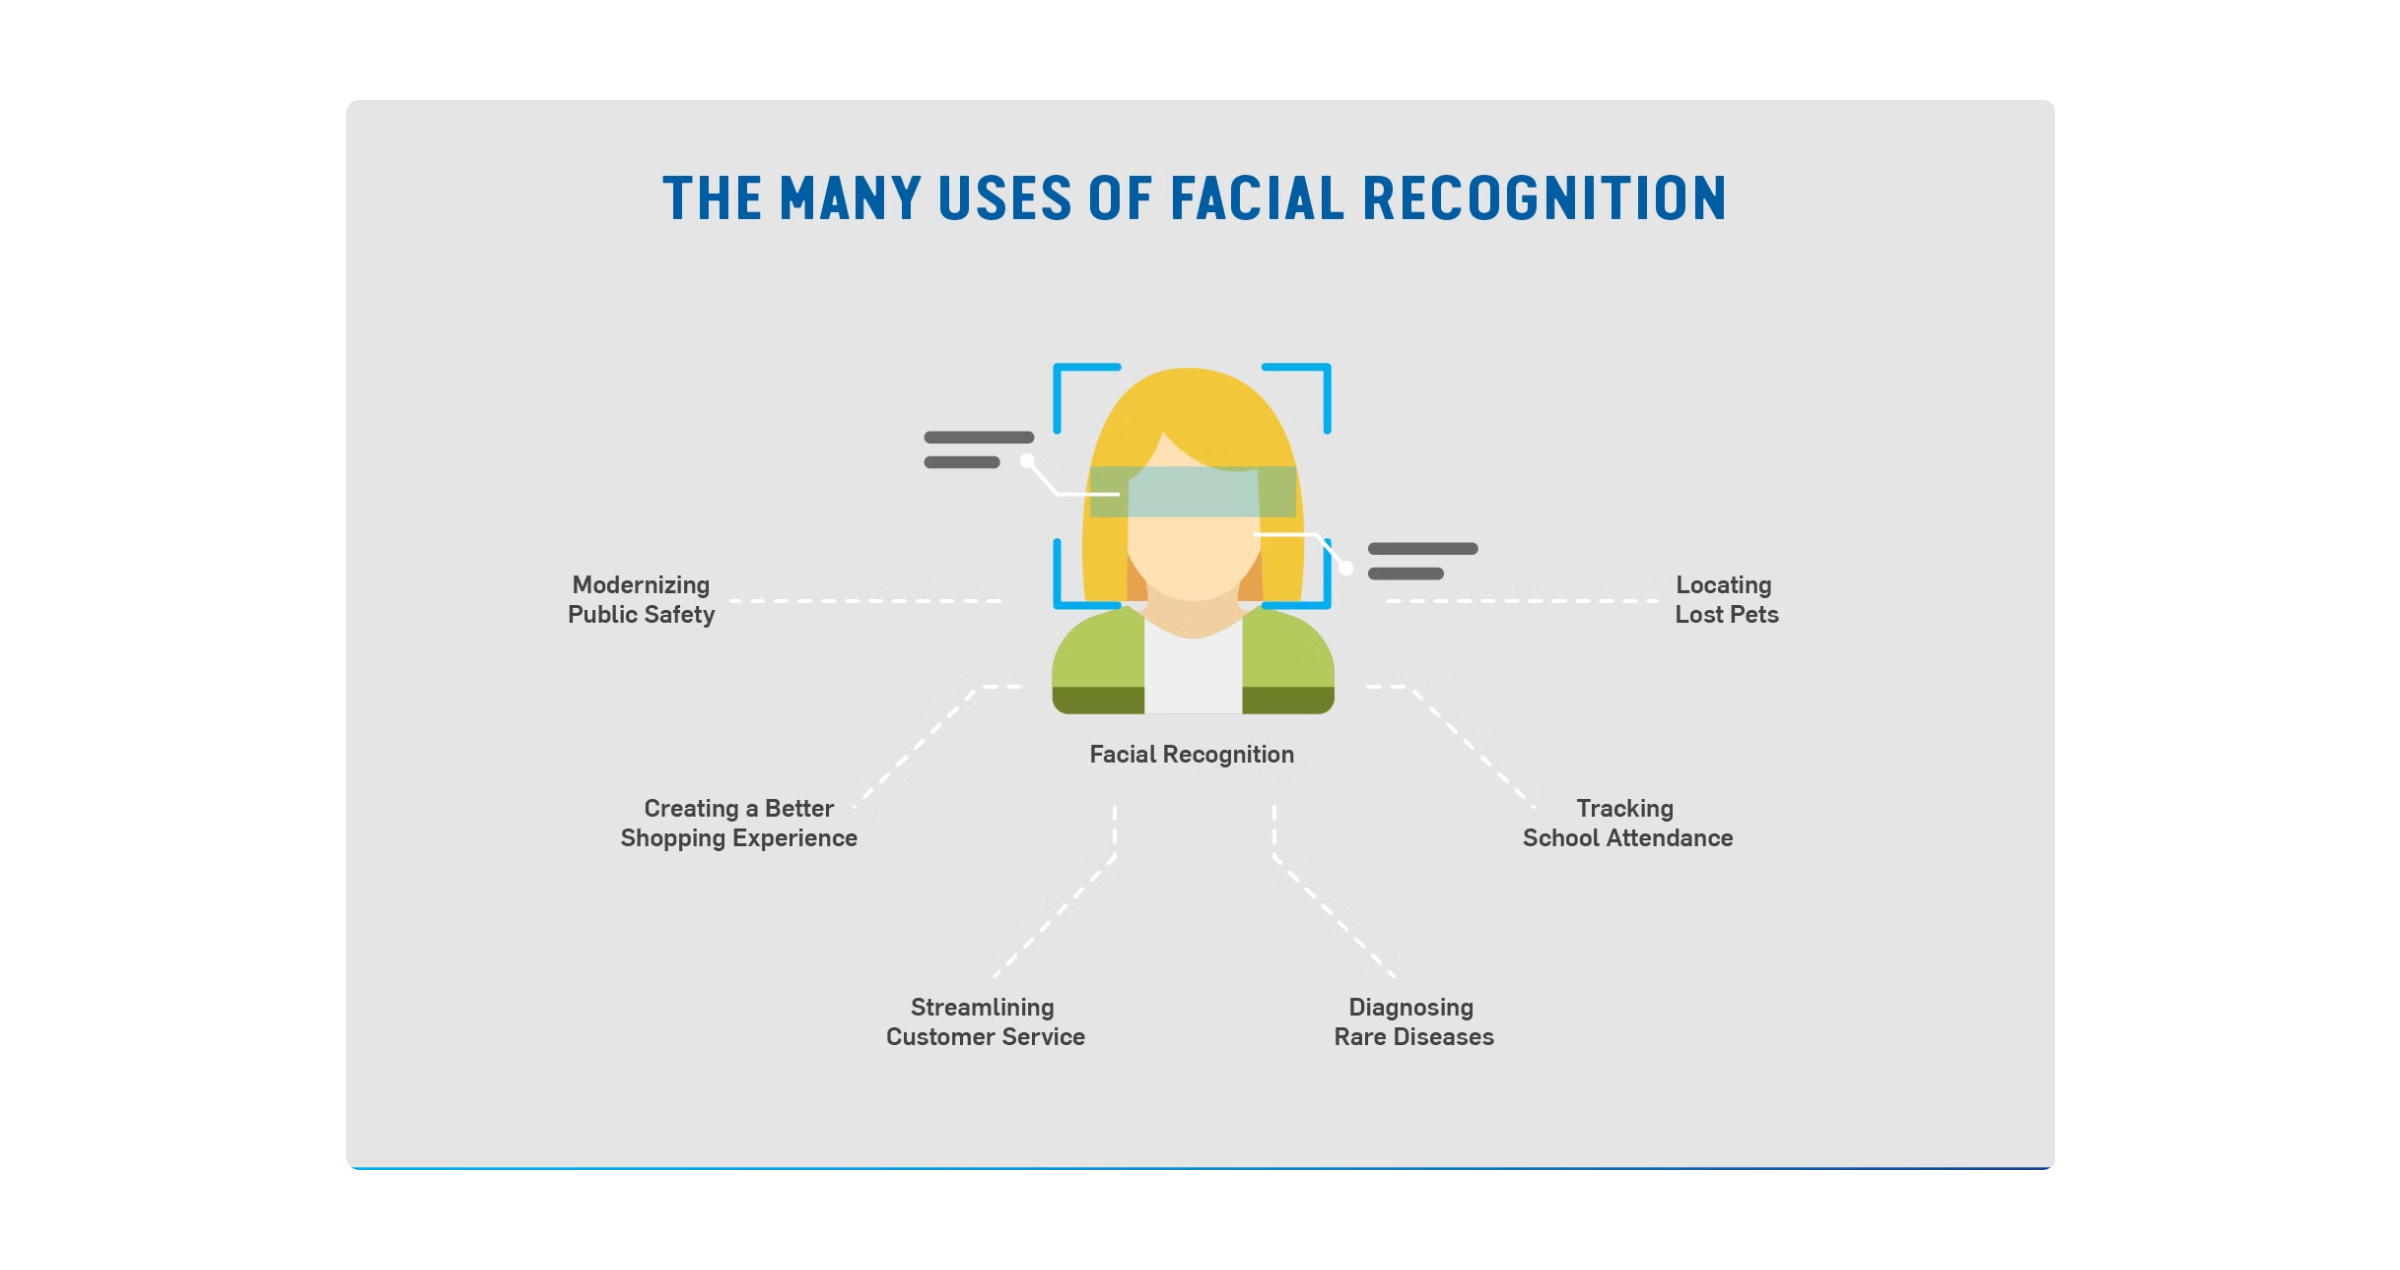 THE MANY USES OF FACIAL RECOGNITION
Modernizing
Public Safety
Locating
Lost Pets
Facial Recognition
Creating a Better
Shopping Experience
Tracking
School Attendance
Streamlining
Customer Service
Diagnosing
Rare Diseases